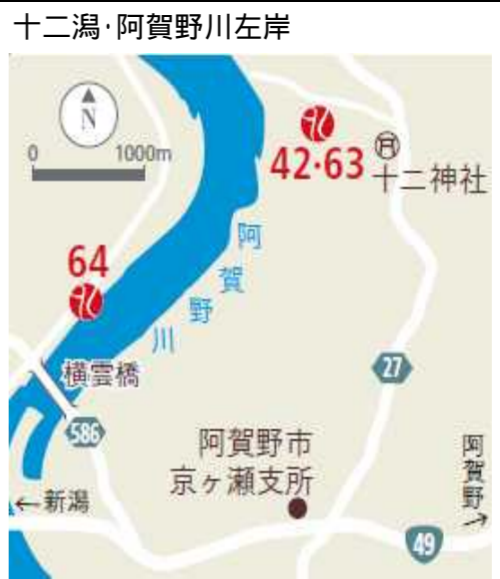 十二潟·阿賀野川左岸
N
0 1000m
42·63
十二神社
64
阿賀野川
横雲橋
27
586
阿賀野市
京ヶ瀬支所
阿賀野→
←新潟
49